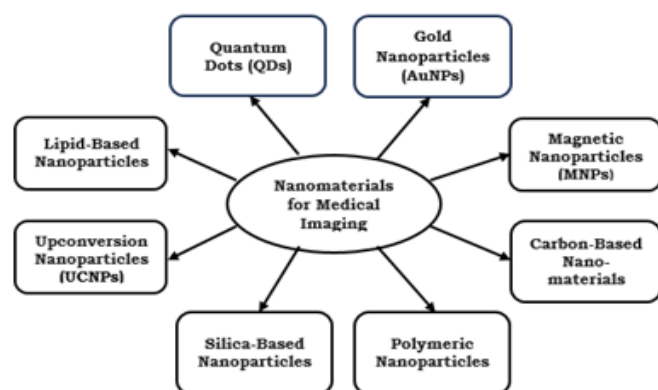 Quantum
Dots (QDs)
Gold
Nanoparticles
(AuNPs)
Lipid-Based
Nanoparticles
Magnetic
Nanoparticles
(MNPs)
Nanomaterials
for Medical
Imaging
Upconversion
Nanoparticles
(UCNPs)
Carbon-Based
Nano-
materials
Silica-Based
Nanoparticles
Polymeric
Nanoparticles